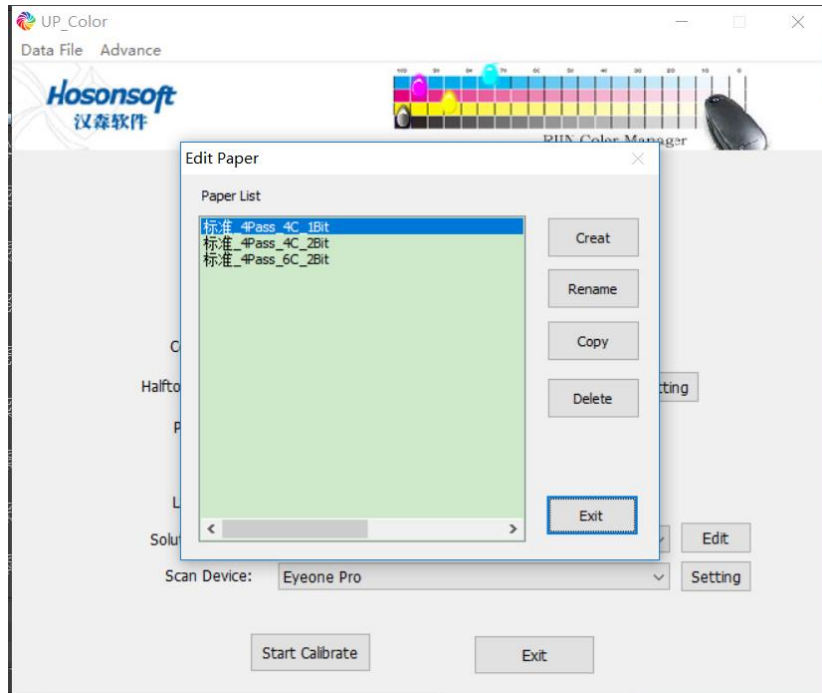 UP_Color
Data File Advance
Hosonsoft
汉森软件
Edit Paper
Paper List
标准_4Pass_4C_1Bit
标准_4Pass_4C_2Bit
标准_4Pass_6C_2Bit
Creat
Rename
Copy
Delete
Exit
Halfto
Solu
Edit
Scan Device: Eyeone Pro Setting
Start Calibrate Exit